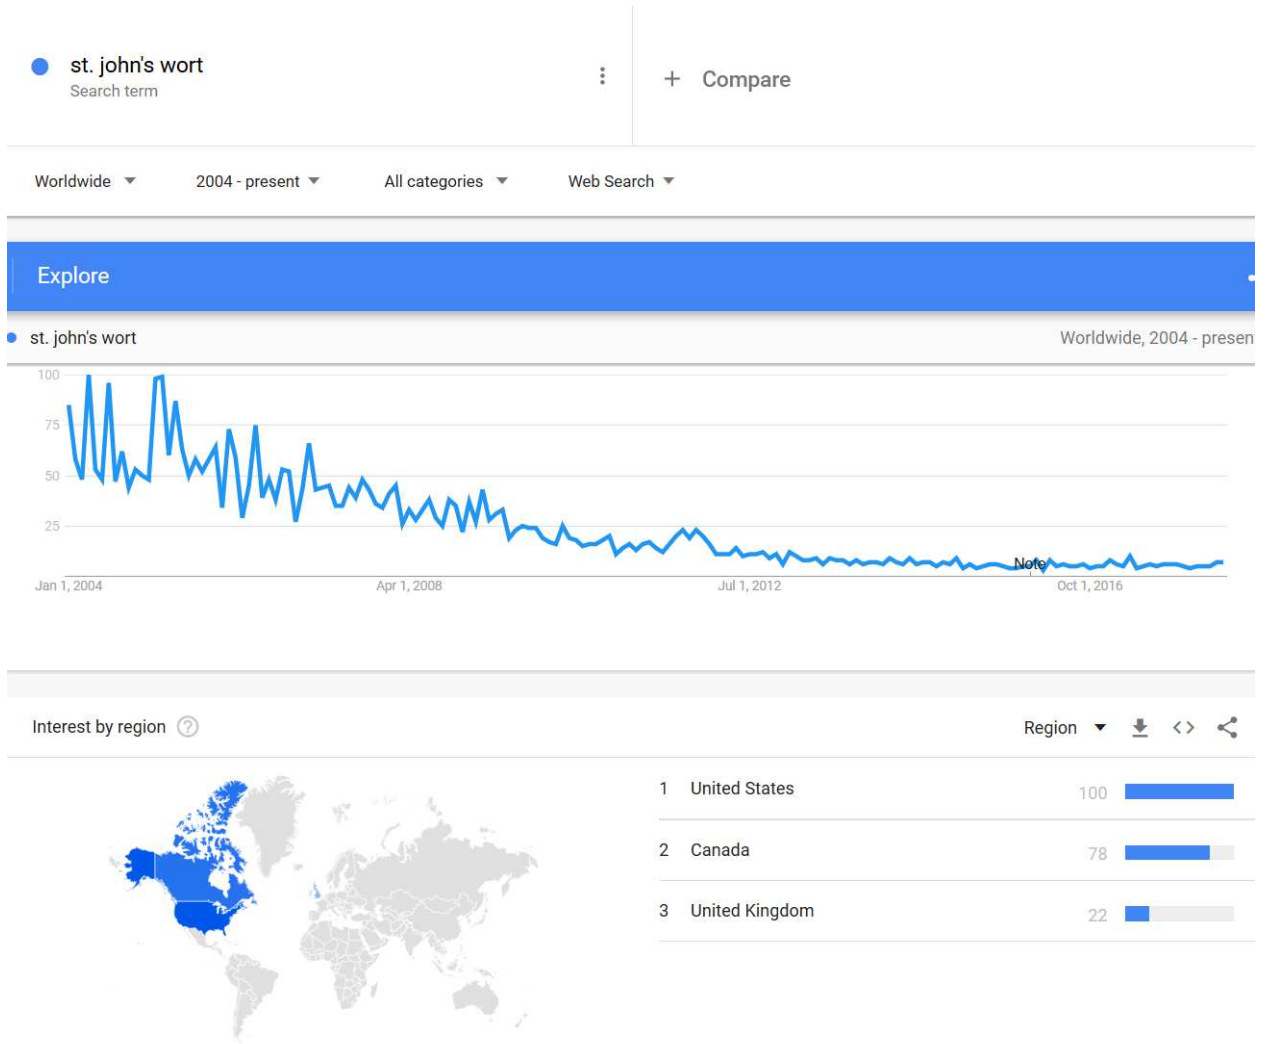 st. john's wort
Search term
+ Compare
Worldwide 2004 - present All categories Web Search
Explore
st. john's wort Worldwide, 2004 - presen
100
75
50
25
Note
Jan 1, 2004 Apr 1, 2008 Jul 1, 2012 Oct 1, 2016
Interest by region ? Region
1 United States 100
2 Canada 78
3 United Kingdom 22